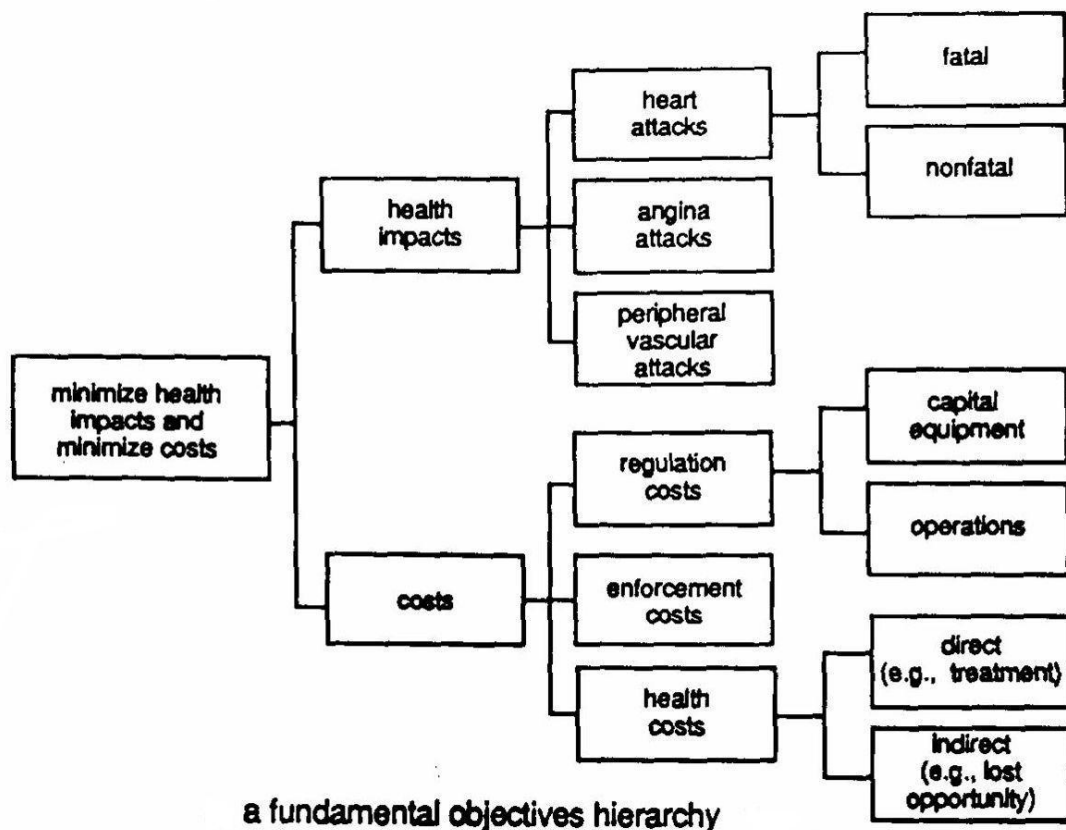 minimize health
impacts and
minimize costs
health
impacts
heart
attacks
fatal
nonfatal
angina
attacks
peripheral
vascular
attacks
costs
regulation
costs
capital
equipment
operations
enforcement
costs
health
costs
direct
(e.g., treatment)
indirect
(e.g., lost
opportunity)
a fundamental objectives hierarchy